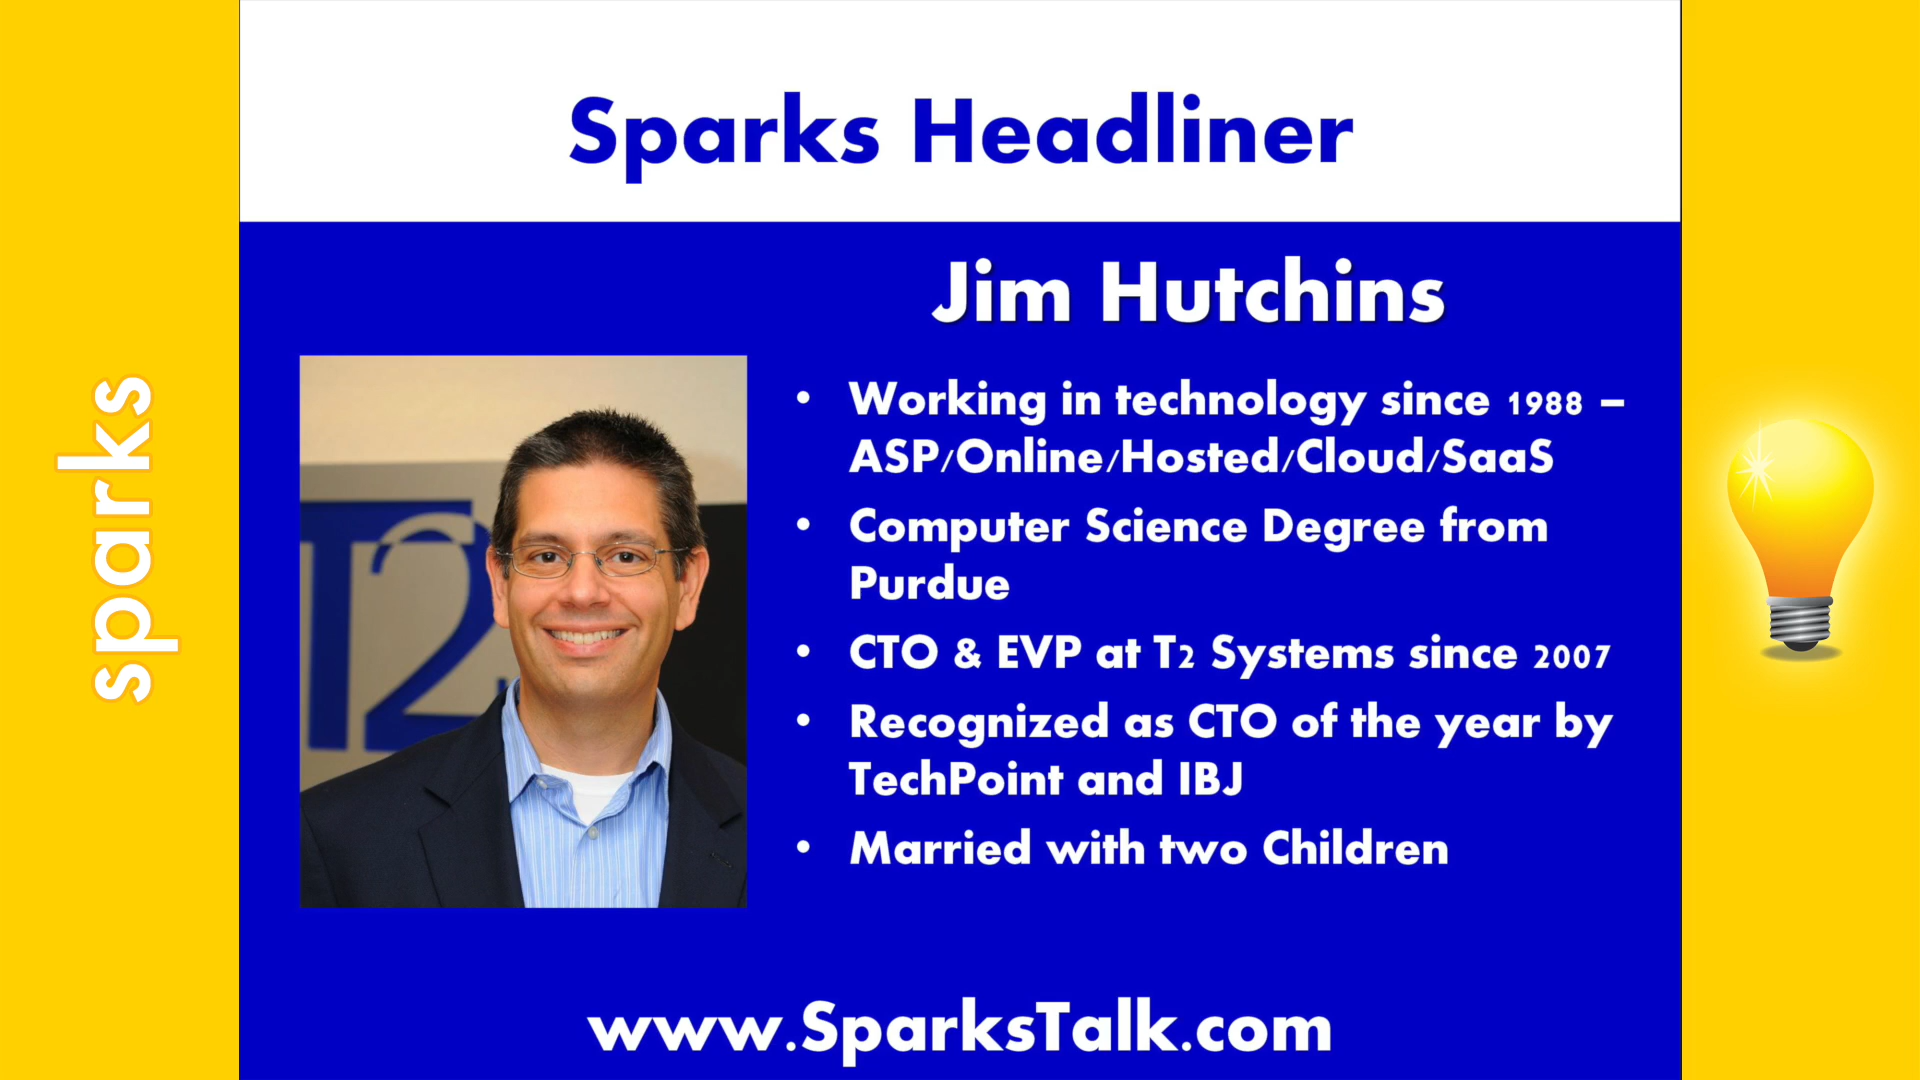 Sparks Headliner
Jim Hutchins
• Working in technology since 1988 –
ASP/Online/Hosted/Cloud/SaaS
• Computer Science Degree from
Purdue
• CTO & EVP at T2 Systems since 2007
• Recognized as CTO of the year by
TechPoint and IBJ
• Married with two Children
www.SparksTalk.com
sparks
T2